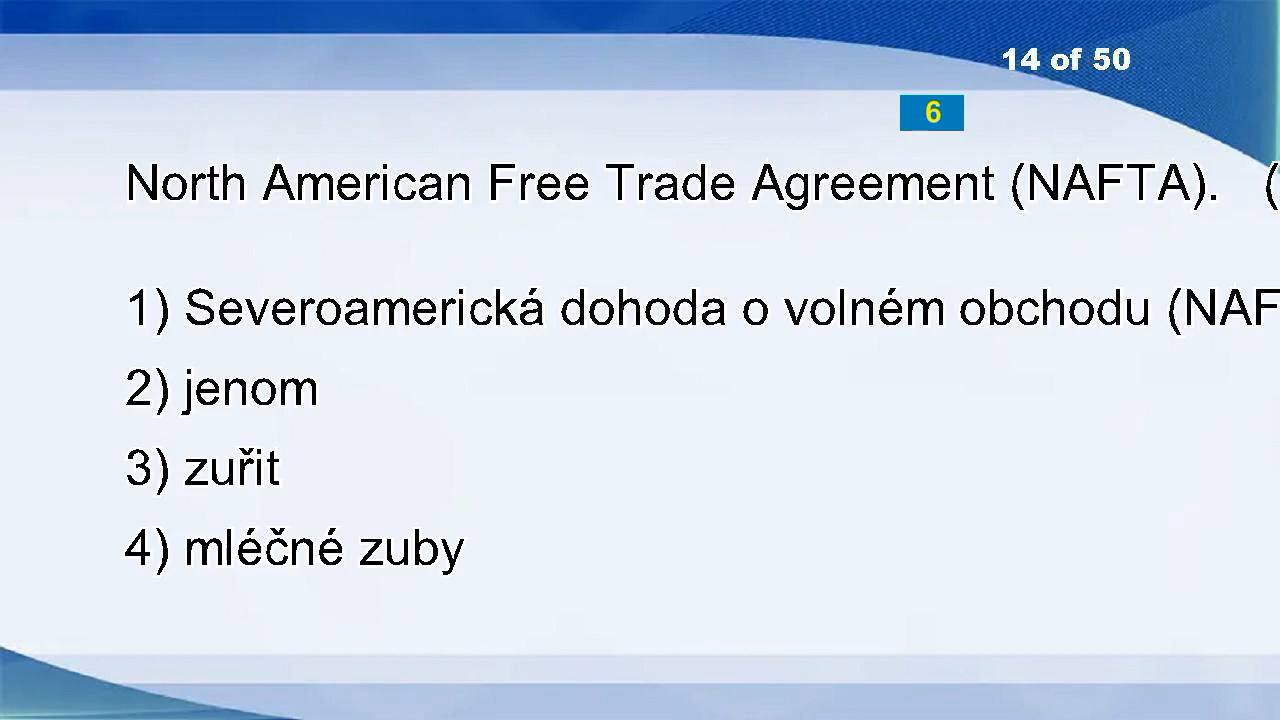 14 of 50
6
North American Free Trade Agreement (NAFTA). (
1) Severoamerická dohoda o volném obchodu (NAF
2) jenom
3) zuřit
4) mléčné zuby